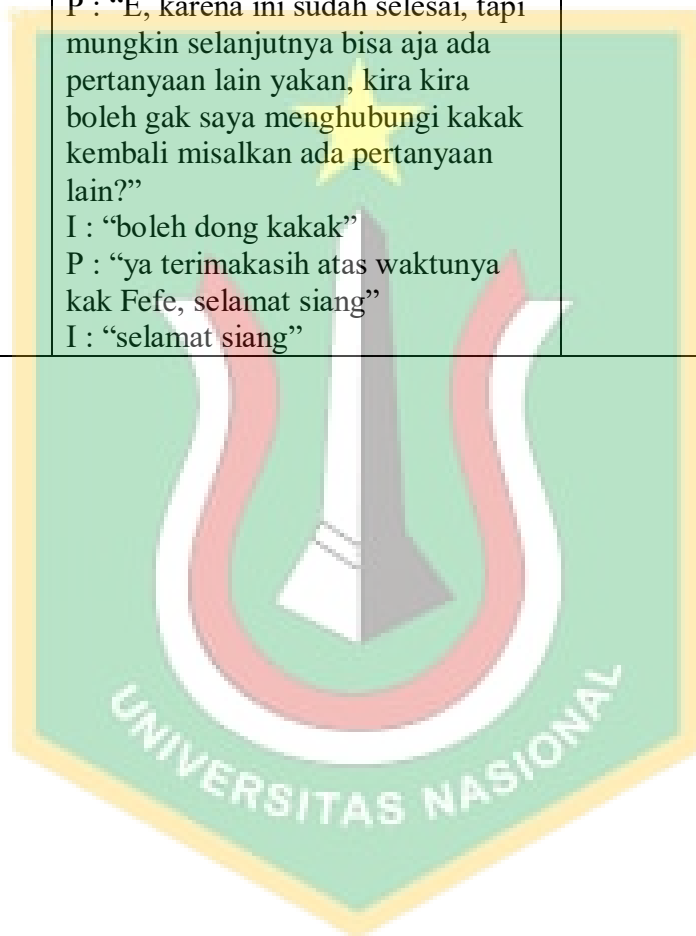 P : “E, karena ini sudah selesai, tapi
mungkin selanjutnya bisa aja ada
pertanyaan lain yakan, kira kira
boleh gak saya menghubungi kakak
kembali misalkan ada pertanyaan
lain?”
I : “boleh dong kakak”
P : “ya terimakasih atas waktunya
kak Fefe, selamat siang”
I : “selamat siang”
UNIVERSITAS NASIONAL